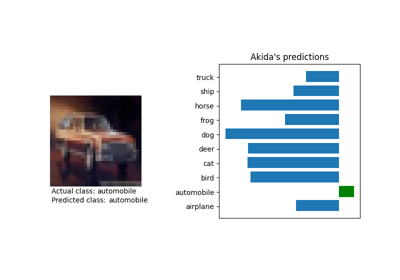 Akida's predictions
truck
ship
horse
frog
dog
deer
cat
bird
automobile
airplane
Actual class: automobile
Predicted class: automobile